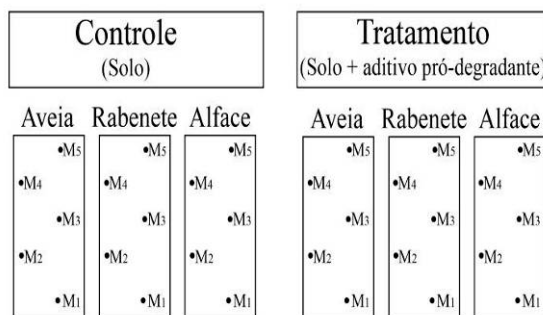 Controle
(Solo)
Tratamento
(Solo + aditivo pró-degradante)
Aveia Rabenete Alface
M5 M5 M5
M4 M4 M4
M3 M3 M3
M2 M2 M2
M1 M1 M1
Aveia Rabenete Alface
M5 M5 M5
M4 M4 M4
M3 M3 M3
M2 M2 M2
M1 M1 M1